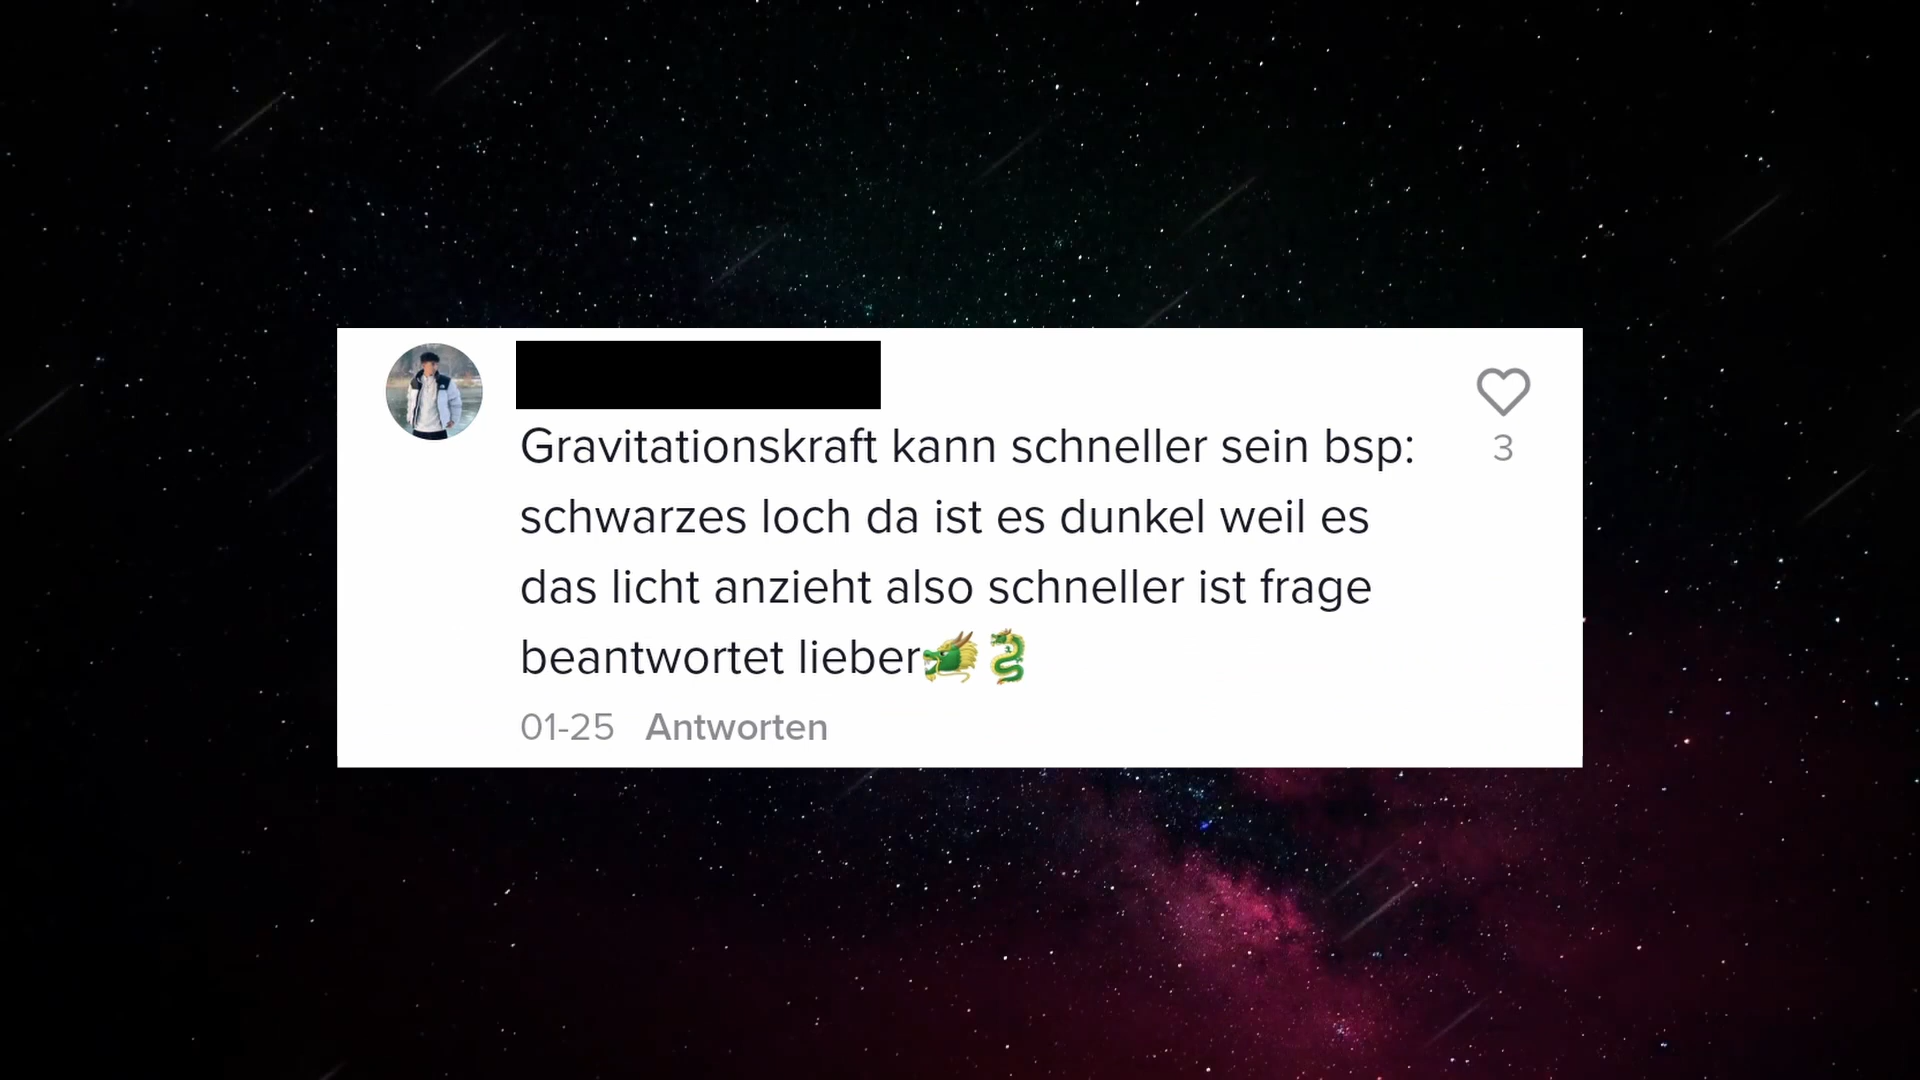 Gravitationskraft kann schneller sein bsp:
schwarzes loch da ist es dunkel weil es
das licht anzieht also schneller ist frage
beantwortet lieber🐲🐉
3
01-25 Antworten